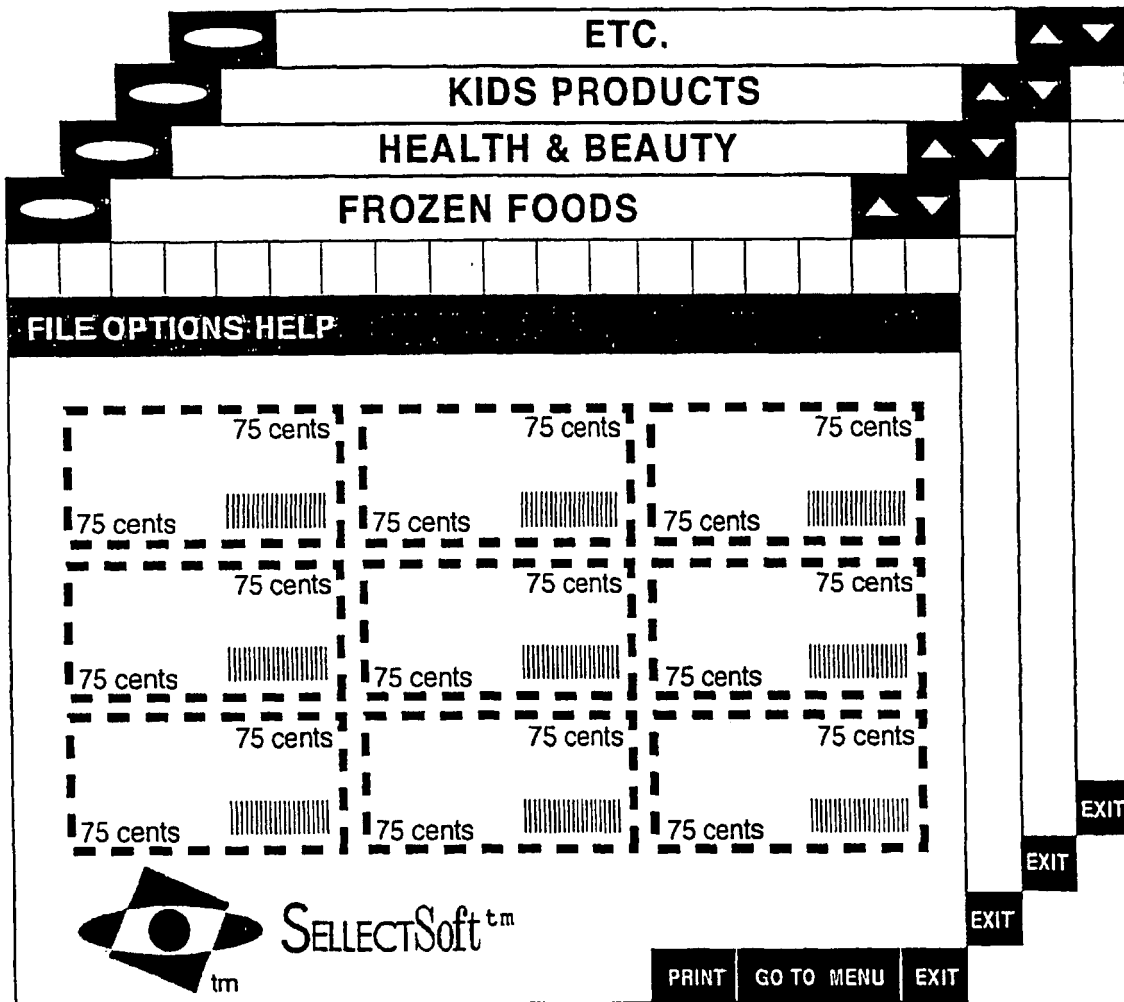 ETC.
KIDS PRODUCTS
HEALTH & BEAUTY
FROZEN FOODS
FILE OPTIONS HELP
75 cents 75 cents 75 cents
75 cents 75 cents 75 cents
75 cents 75 cents 75 cents
75 cents 75 cents 75 cents
75 cents 75 cents 75 cents
75 cents 75 cents 75 cents
EXIT
EXIT
EXIT
SELLECTSoft tm
tm
PRINT GO TO MENU EXIT